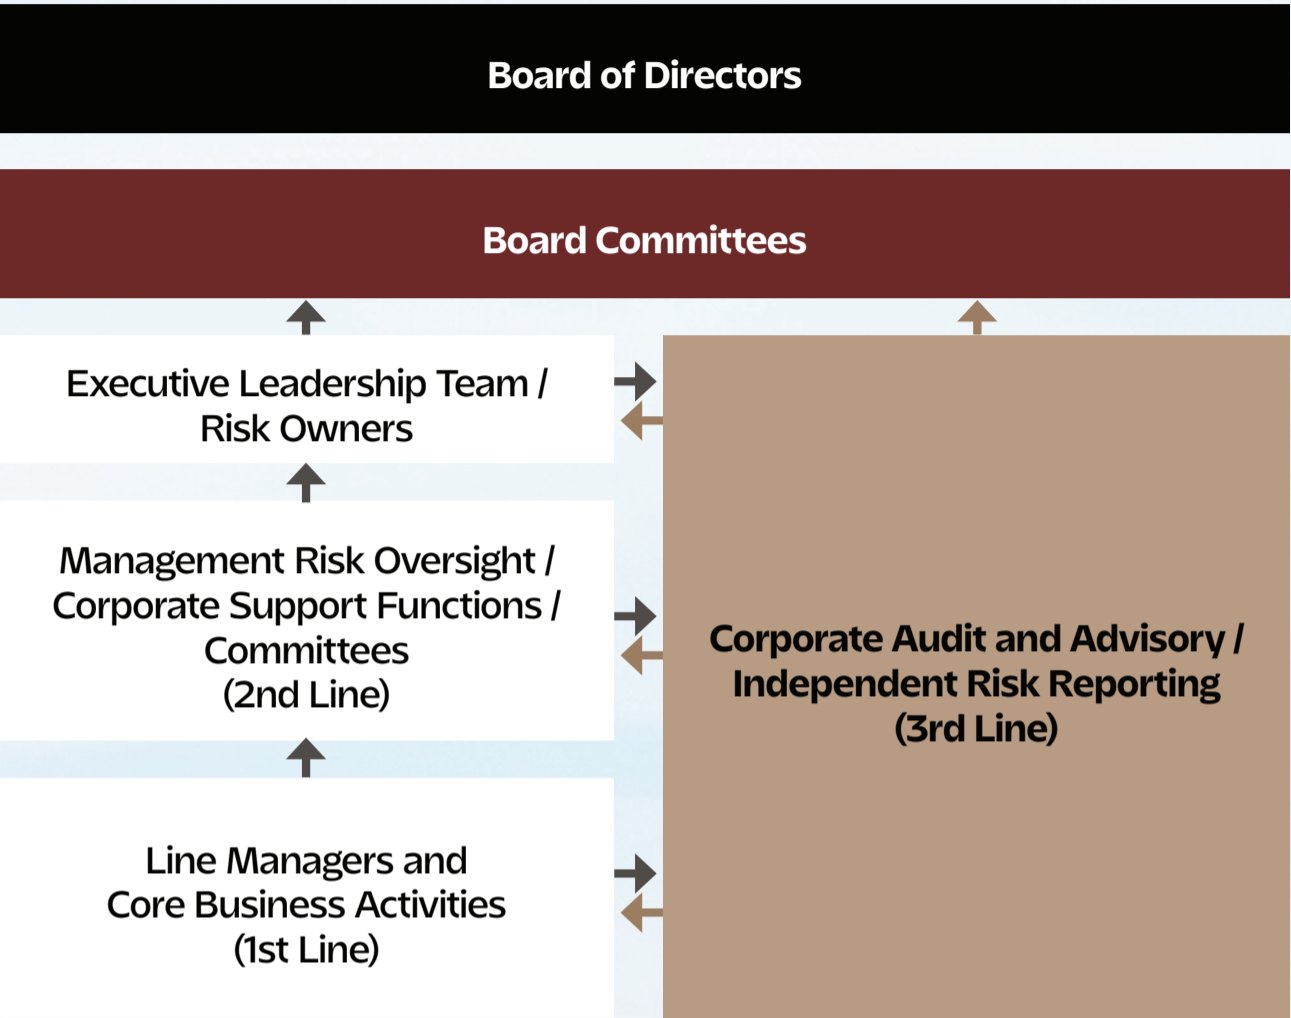 Board of Directors
Board Committees
Executive Leadership Team /
Risk Owners
Management Risk Oversight /
Corporate Support Functions /
Committees
(2nd Line)
Line Managers and
Core Business Activities
(1st Line)
Corporate Audit and Advisory /
Independent Risk Reporting
(3rd Line)